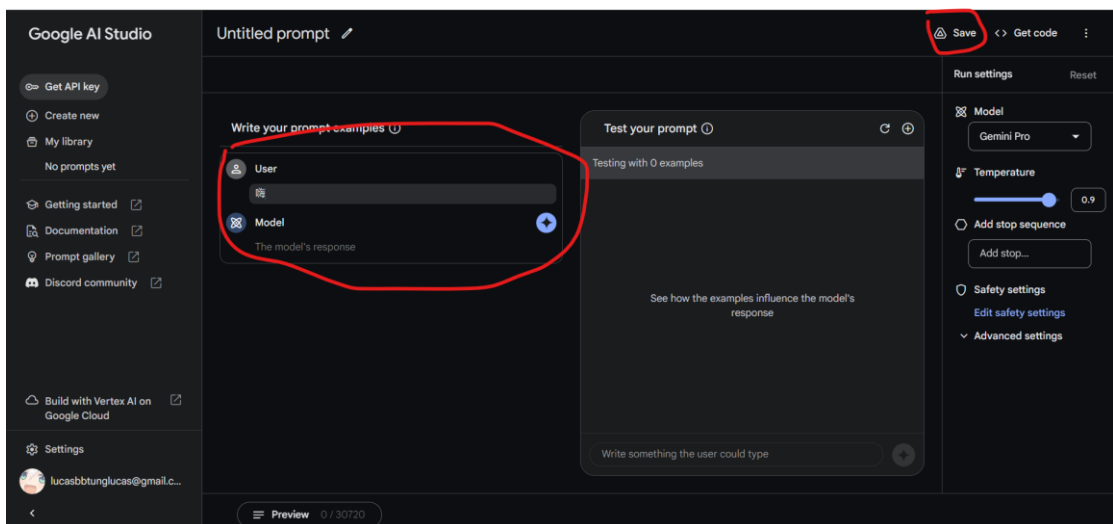 Google AI Studio
Untitled prompt
Save
<> Get code
Get API key
Run settings
Reset
Create new
My library
No prompts yet
Getting started
Documentation
Prompt gallery
Discord community
Write your prompt examples
User
嗨
Model
The model's response
Test your prompt
Testing with 0 examples
See how the examples influence the model's
response
Write something the user could type
Model
Gemini Pro
Temperature
0.9
Add stop sequence
Add stop...
Safety settings
Edit safety settings
Advanced settings
Build with Vertex AI on
Google Cloud
Settings
lucasbbtunglucas@gmail.c...
Preview 0 / 30720